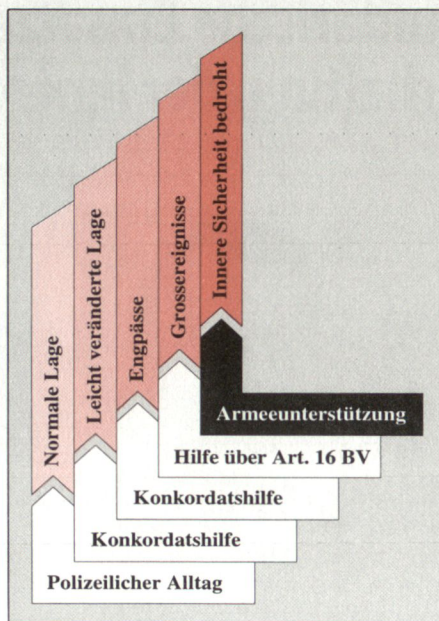 Normale Lage
Leicht veränderte Lage
Engpässe
Grossereignisse
Innere Sicherheit bedroht
Armeeunterstützung
Hilfe über Art. 16 BV
Konkordatshilfe
Konkordatshilfe
Polizeilicher Alltag